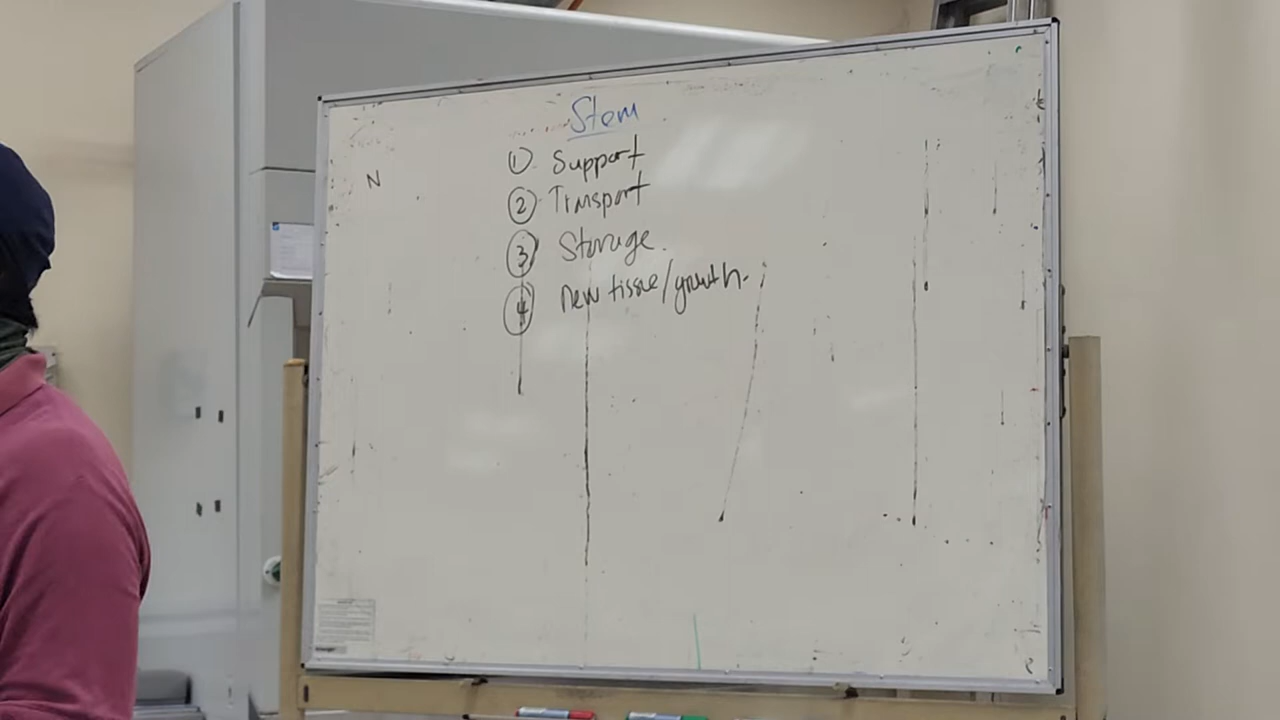 Stem
N
① Support
② Transport
③ Storage.
④ new tissue/growth.